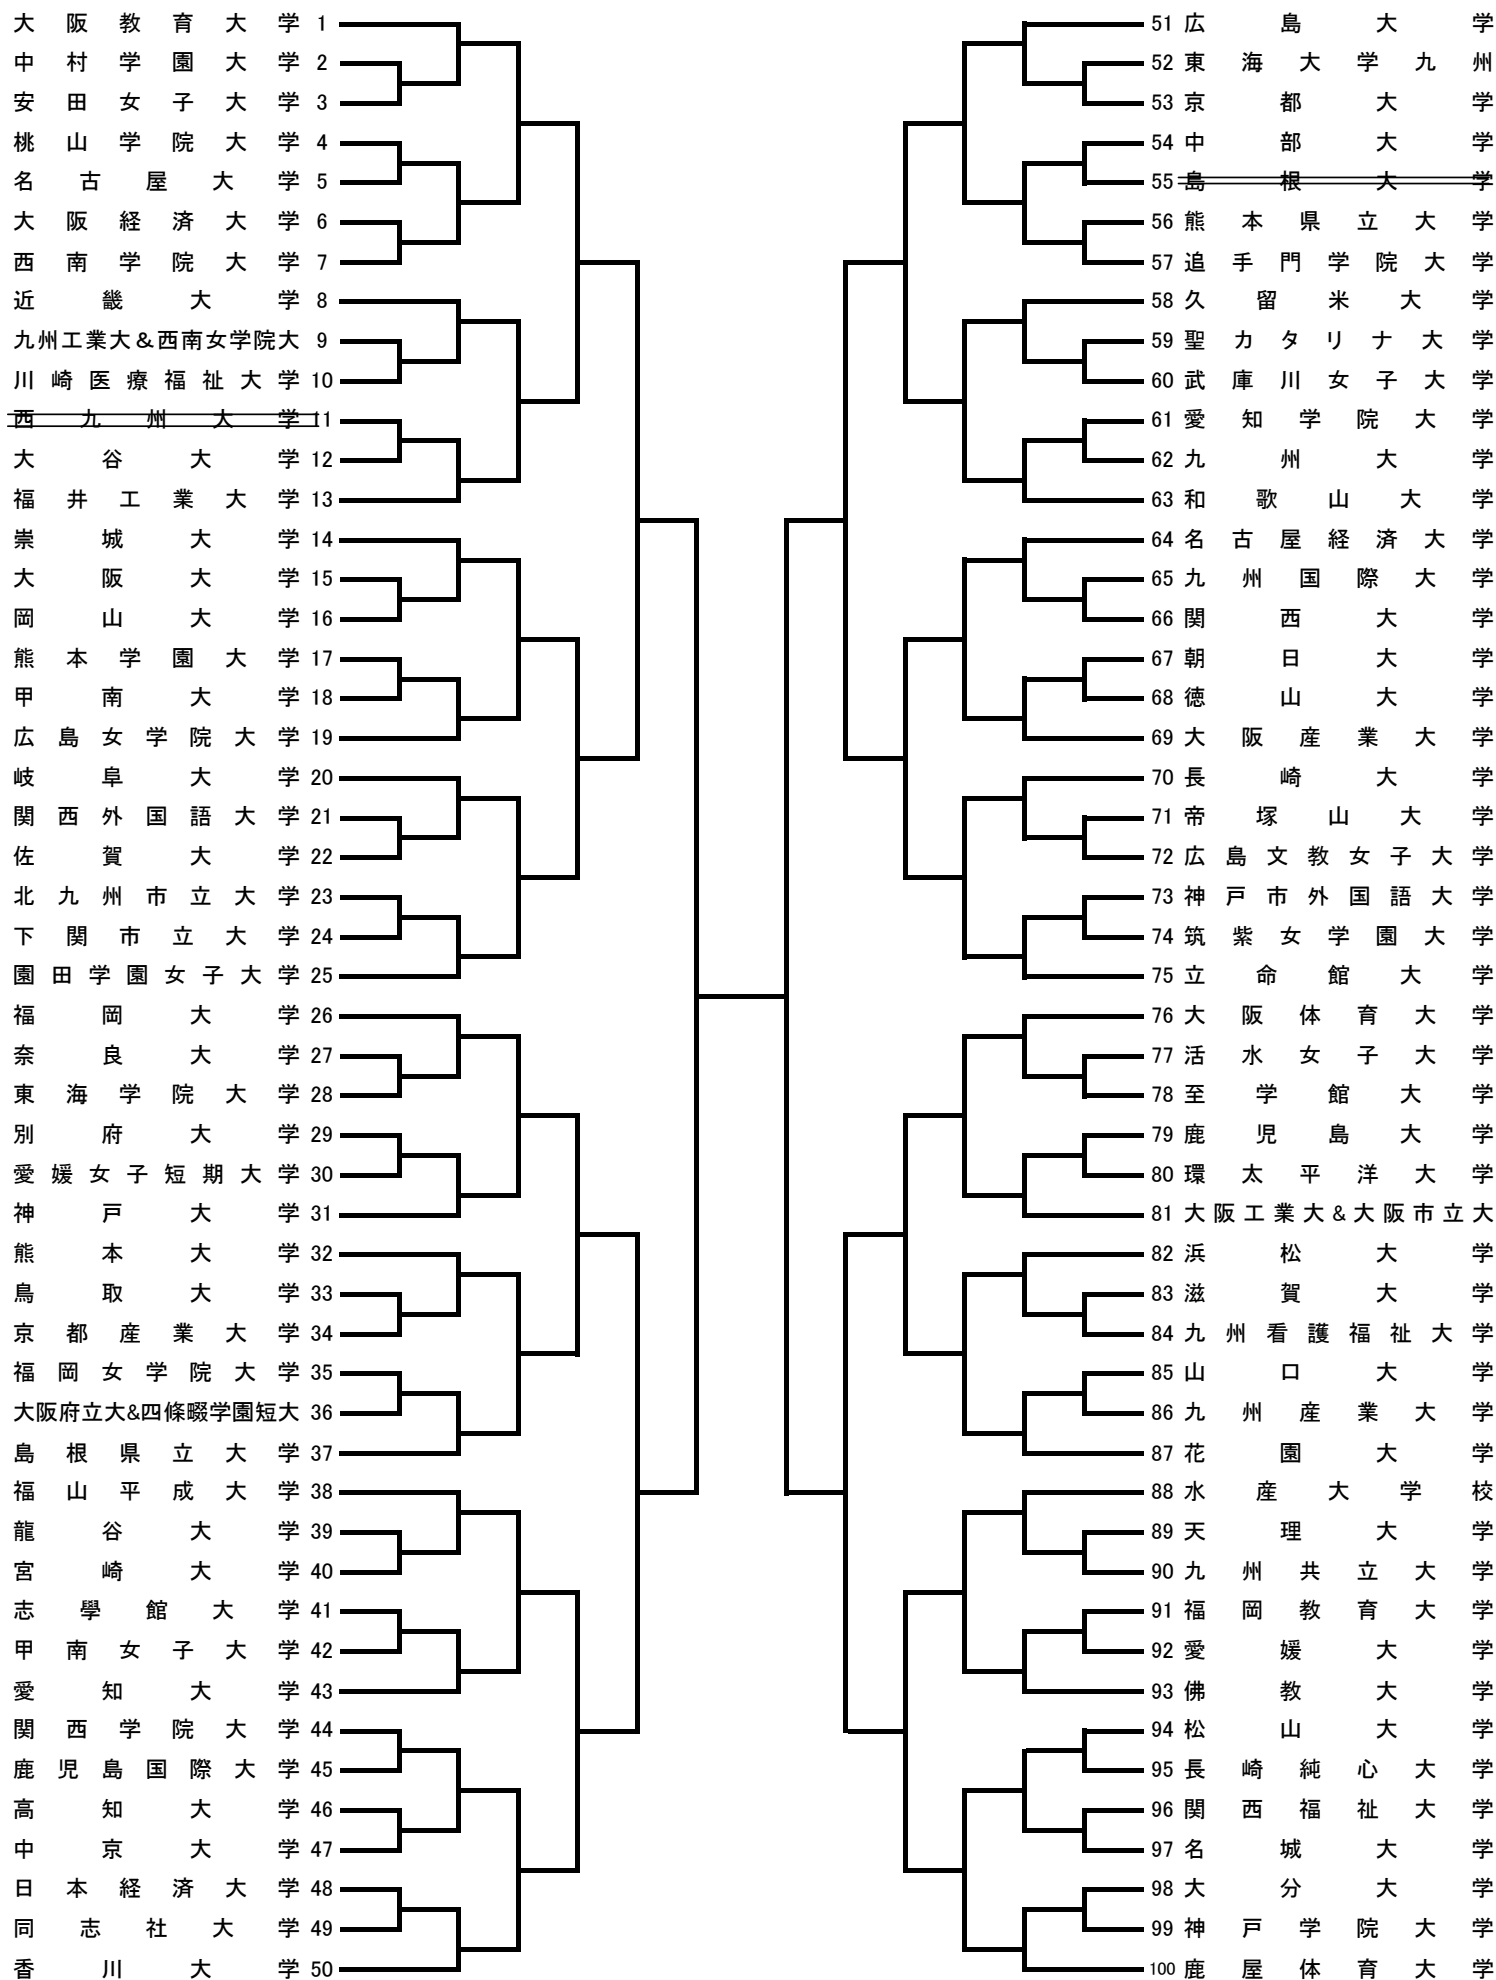 大阪教育大学 1
中村学園大学 2
安田女子大学 3
桃山学院大学 4
名古屋大学 5
大阪経済大学 6
西南学院大学 7
近畿大学 8
九州工業大＆西南女学院大 9
川崎医療福祉大学 10
西九州大学 11
大谷大学 12
福井工業大学 13
崇城大学 14
大阪大学 15
岡山大学 16
熊本学園大学 17
甲南大学 18
広島女学院大学 19
岐阜大学 20
関西外国語大学 21
佐賀大学 22
北九州市立大学 23
下関市立大学 24
園田学園女子大学 25
福岡大学 26
奈良大学 27
東海学院大学 28
別府大学 29
愛媛女子短期大学 30
神戸大学 31
熊本大学 32
鳥取大学 33
京都産業大学 34
福岡女学院大学 35
大阪府立大&四條畷学園短大 36
島根県立大学 37
福山平成大学 38
龍谷大学 39
宮崎大学 40
志學館大学 41
甲南女子大学 42
愛知大学 43
関西学院大学 44
鹿児島国際大学 45
高知大学 46
中京大学 47
日本経済大学 48
同志社大学 49
香川大学 50
51 広島大学
52 東海大学九州
53 京都大学
54 中部大学
55 島根大学
56 熊本県立大学
57 追手門学院大学
58 久留米大学
59 聖カタリナ大学
60 武庫川女子大学
61 愛知学院大学
62 九州大学
63 和歌山大学
64 名古屋経済大学
65 九州国際大学
66 関西大学
67 朝日大学
68 徳山大学
69 大阪産業大学
70 長崎大学
71 帝塚山大学
72 広島文教女子大学
73 神戸市外国語大学
74 筑紫女学園大学
75 立命館大学
76 大阪体育大学
77 活水女子大学
78 至学館大学
79 鹿児島大学
80 環太平洋大学
81 大阪工業大&大阪市立大
82 浜松大学
83 滋賀大学
84 九州看護福祉大学
85 山口大学
86 九州産業大学
87 花園大学
88 水産大学校
89 天理大学
90 九州共立大学
91 福岡教育大学
92 愛媛大学
93 佛教大学
94 松山大学
95 長崎純心大学
96 関西福祉大学
97 名城大学
98 大分大学
99 神戸学院大学
100 鹿屋体育大学